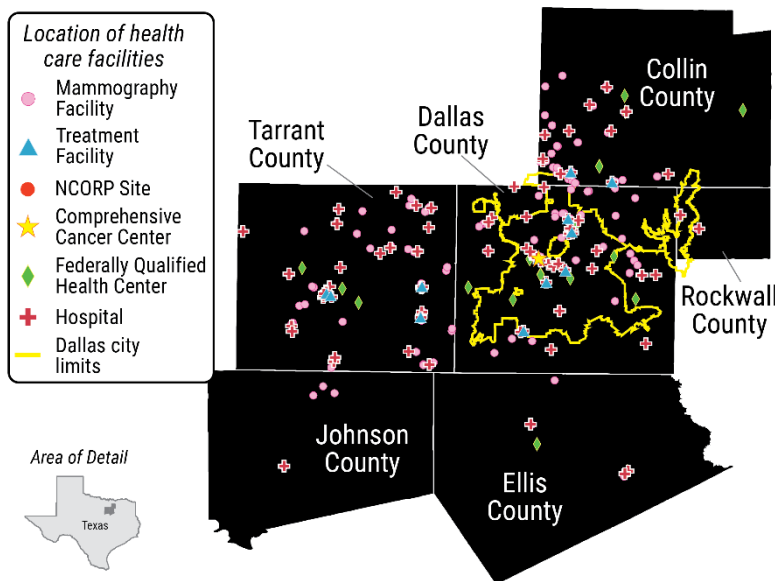 Location of health
care facilities
Mammography
Facility
Treatment
Facility
NCORP Site
Comprehensive
Cancer Center
Federally Qualified
Health Center
Hospital
Dallas city
limits
Area of Detail
Texas
Tarrant
County
Dallas
County
Collin
County
Rockwall
County
Johnson
County
Ellis
County